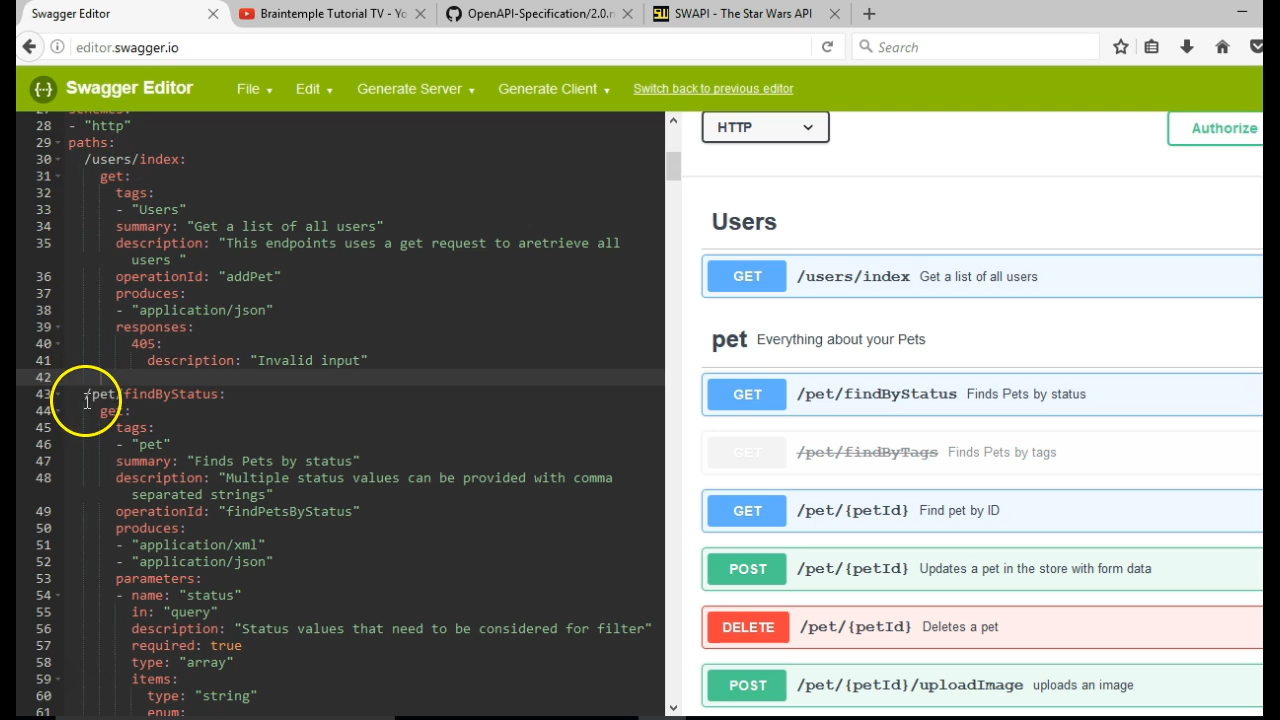 Swagger Editor
Braintemple Tutorial TV - Yo
OpenAPI-Specification/2.0.n
SW SWAPI - The Star Wars API
editor.swagger.io
Search
{··} Swagger Editor
File
Edit
Generate Server
Generate Client
Switch back to previous editor
27 schemes:
28 - "http"
29 paths:
30 /users/index:
31 get:
32 tags:
33 - "Users"
34 summary: "Get a list of all users"
35 description: "This endpoints uses a get request to aretrieve all
users "
36 operationId: "addPet"
37 produces:
38 - "application/json"
39 responses:
40 405:
41 description: "Invalid input"
42
43 /pet/findByStatus:
44 get:
45 tags:
46 - "pet"
47 summary: "Finds Pets by status"
48 description: "Multiple status values can be provided with comma
separated strings"
49 operationId: "findPetsByStatus"
50 produces:
51 - "application/xml"
52 - "application/json"
53 parameters:
54 - name: "status"
55 in: "query"
56 description: "Status values that need to be considered for filter"
57 required: true
58 type: "array"
59 items:
60 type: "string"
61 enum:
HTTP
Authorize
Users
GET /users/index Get a list of all users
pet Everything about your Pets
GET /pet/findByStatus Finds Pets by status
GET /pet/findByTags Finds Pets by tags
GET /pet/{petId} Find pet by ID
POST /pet/{petId} Updates a pet in the store with form data
DELETE /pet/{petId} Deletes a pet
POST /pet/{petId}/uploadImage uploads an image